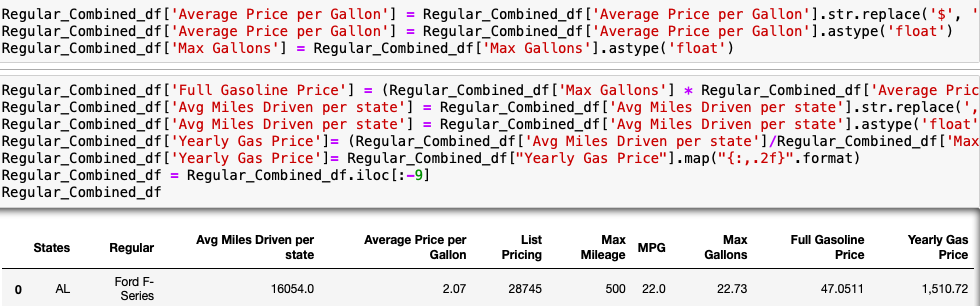 Regular_Combined_df['Average Price per Gallon'] = Regular_Combined_df['Average Price per Gallon'].str.replace('$', '
Regular_Combined_df['Average Price per Gallon'] = Regular_Combined_df['Average Price per Gallon'].astype('float')
Regular_Combined_df['Max Gallons'] = Regular_Combined_df['Max Gallons'].astype('float')
Regular_Combined_df['Full Gasoline Price'] = (Regular_Combined_df['Max Gallons'] * Regular_Combined_df['Average Pric
Regular_Combined_df['Avg Miles Driven per state'] = Regular_Combined_df['Avg Miles Driven per state'].str.replace(',
Regular_Combined_df['Avg Miles Driven per state'] = Regular_Combined_df['Avg Miles Driven per state'].astype('float'
Regular_Combined_df['Yearly Gas Price']= (Regular_Combined_df['Avg Miles Driven per state']/Regular_Combined_df['Max
Regular_Combined_df['Yearly Gas Price']= Regular_Combined_df["Yearly Gas Price"].map("{:,.2f}".format)
Regular_Combined_df = Regular_Combined_df.iloc[:-9]
Regular_Combined_df
States Regular Avg Miles Driven per state Average Price per Gallon List Pricing Max Mileage MPG Max Gallons Full Gasoline Price Yearly Gas Price
0 AL Ford F-Series 16054.0 2.07 28745 500 22.0 22.73 47.0511 1,510.72